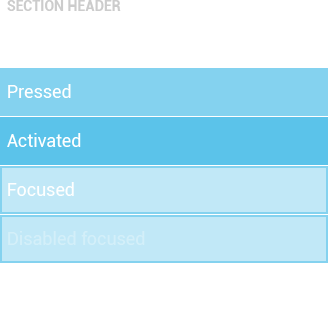 SECTION HEADER
Pressed
Activated
Focused
Disabled focused